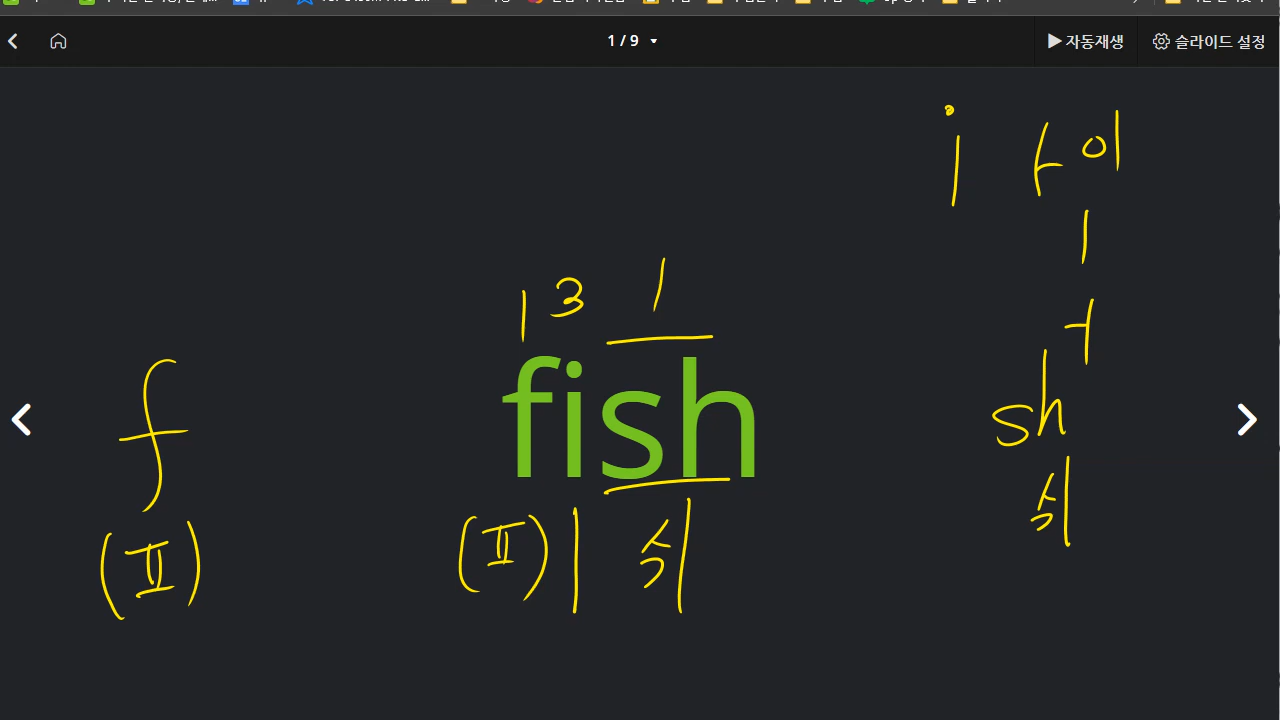 1 / 9
▶ 자동재생
슬라이드 설정
i ㅏ이
ㅣ
ㅓ
1 3 1
fish
f
sh
(ㅍ)
(ㅍ) ㅣ 쉬
쉬